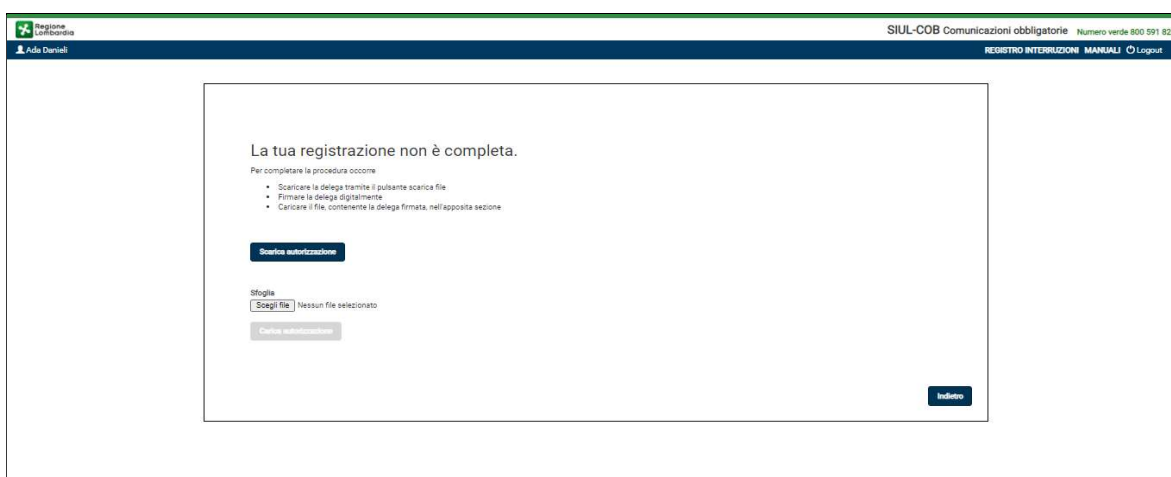 Regione
Lombardia
SIUL-COB Comunicazioni obbligatorie Numero verde 800 591 82
Ada Danieli
REGISTRO INTERRUZIONI MANUALI Logout
La tua registrazione non è completa.
Per completare la procedura occorre
Scaricare la delega tramite il pulsante scarica file
Firmare la delega digitalmente
Caricare il file, contenente la delega firmata, nell'apposita sezione
Scarica autorizzazione
Sfoglia
Scegli file Nessun file selezionato
Carica autorizzazione
Indietro